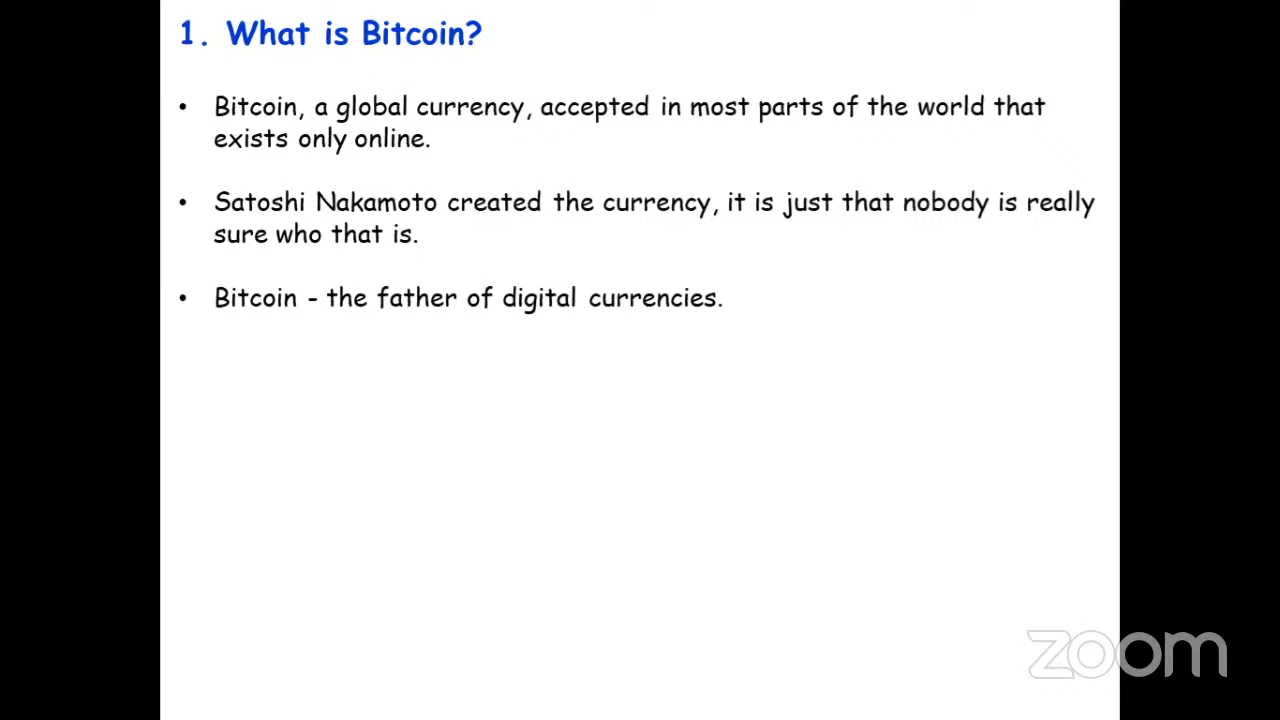 1. What is Bitcoin?
• Bitcoin, a global currency, accepted in most parts of the world that
exists only online.
• Satoshi Nakamoto created the currency, it is just that nobody is really
sure who that is.
• Bitcoin - the father of digital currencies.
zoom